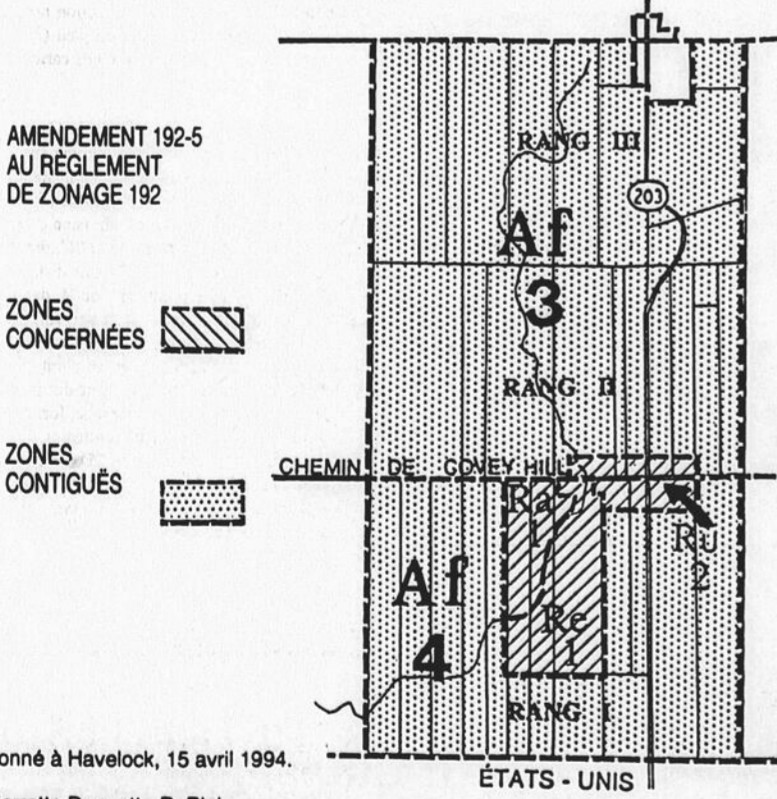 AMENDEMENT 192-5
AU RÈGLEMENT
DE ZONAGE 192
ZONES
CONCERNÉES
ZONES
CONTIGUËS
RANG III
203
Af
3
RANG II
CHEMIN DE COVEY HILL
Ra
1
Ru
2
Af
4
Re
1
RANG I
ÉTATS - UNIS
onné à Havelock, 15 avril 1994.